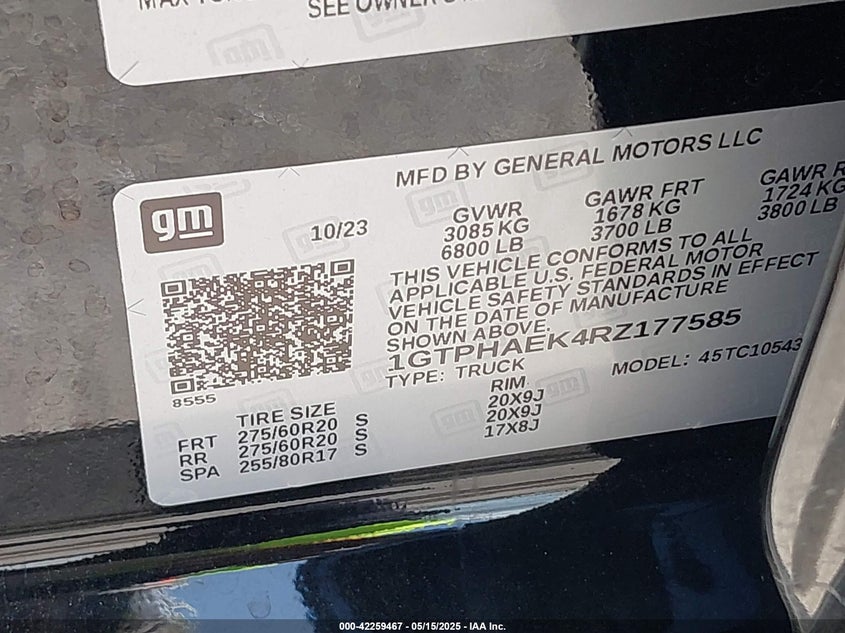 SEE OWNER
MFD BY GENERAL MOTORS LLC
gm
10/23
GVWR
3085 KG
6800 LB
GAWR FRT
1678 KG
3700 LB
GAWR R
1724 KG
3800 LB
THIS VEHICLE CONFORMS TO ALL
APPLICABLE U.S. FEDERAL MOTOR
VEHICLE SAFETY STANDARDS IN EFFECT
ON THE DATE OF MANUFACTURE
SHOWN ABOVE.
1GTPHAEK4RZ177585
TYPE: TRUCK
MODEL: 45TC10543
8555
TIRE SIZE
RIM
FRT 275/60R20 S 20X9J
RR 275/60R20 S 20X9J
SPA 255/80R17 S 17X8J
000-42259467 - 05/15/2025 - IAA Inc.